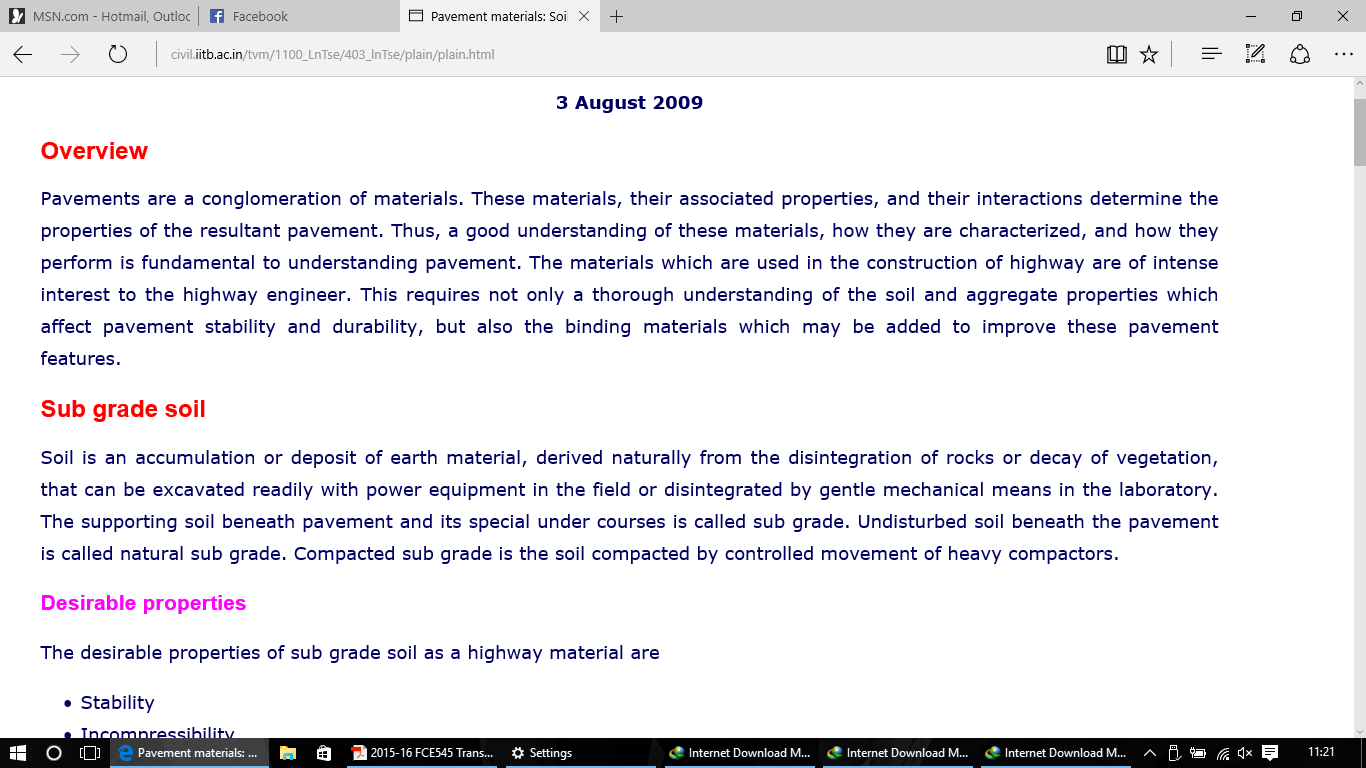 MSN.com - Hotmail, Outloc
Facebook
Pavement materials: Soi
civil.iitb.ac.in/tvm/1100_LnTse/403_lnTse/plain/plain.html
3 August 2009
Overview
Pavements are a conglomeration of materials. These materials, their associated properties, and their interactions determine the
properties of the resultant pavement. Thus, a good understanding of these materials, how they are characterized, and how they
perform is fundamental to understanding pavement. The materials which are used in the construction of highway are of intense
interest to the highway engineer. This requires not only a thorough understanding of the soil and aggregate properties which
affect pavement stability and durability, but also the binding materials which may be added to improve these pavement
features.
Sub grade soil
Soil is an accumulation or deposit of earth material, derived naturally from the disintegration of rocks or decay of vegetation,
that can be excavated readily with power equipment in the field or disintegrated by gentle mechanical means in the laboratory.
The supporting soil beneath pavement and its special under courses is called sub grade. Undisturbed soil beneath the pavement
is called natural sub grade. Compacted sub grade is the soil compacted by controlled movement of heavy compactors.
Desirable properties
The desirable properties of sub grade soil as a highway material are
• Stability
• Incompressibility
Pavement materials: ...
2015-16 FCE545 Trans...
Settings
Internet Download M...
Internet Download M...
Internet Download M...
11:21